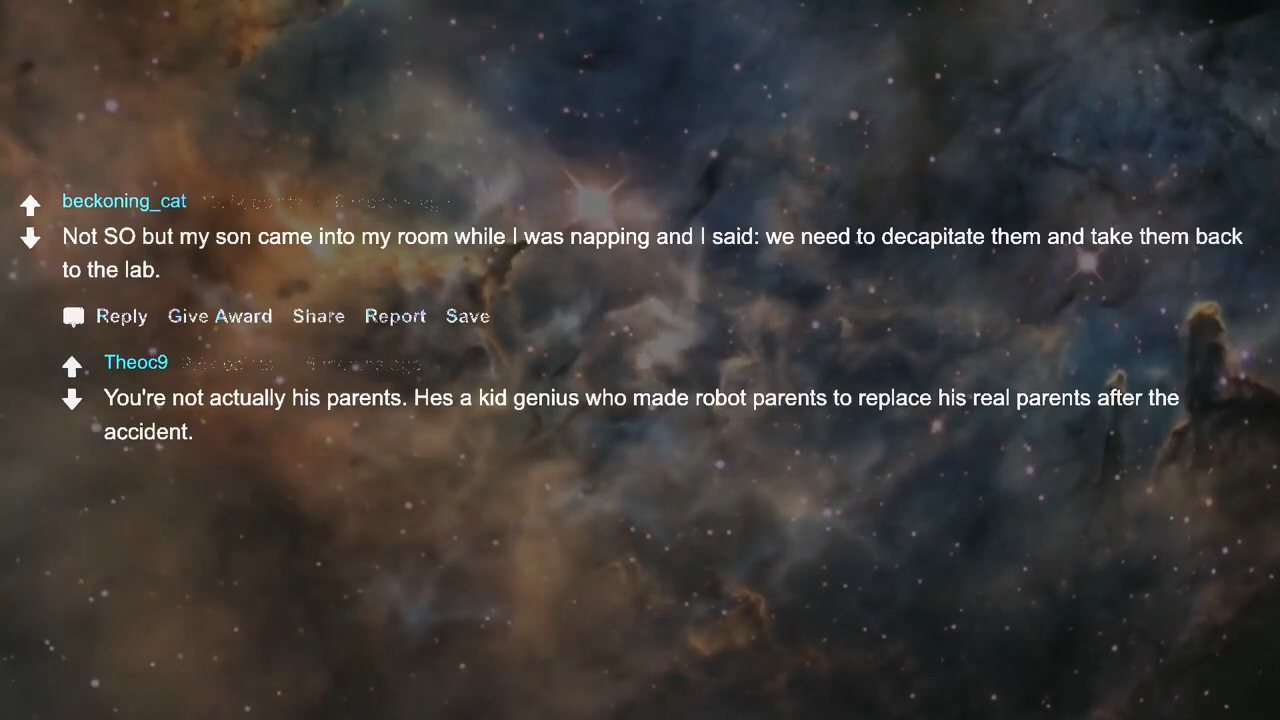 beckoning_cat
Not SO but my son came into my room while I was napping and I said: we need to decapitate them and take them back
to the lab.
Reply Give Award Share Report Save
Theoc9
You're not actually his parents. Hes a kid genius who made robot parents to replace his real parents after the
accident.